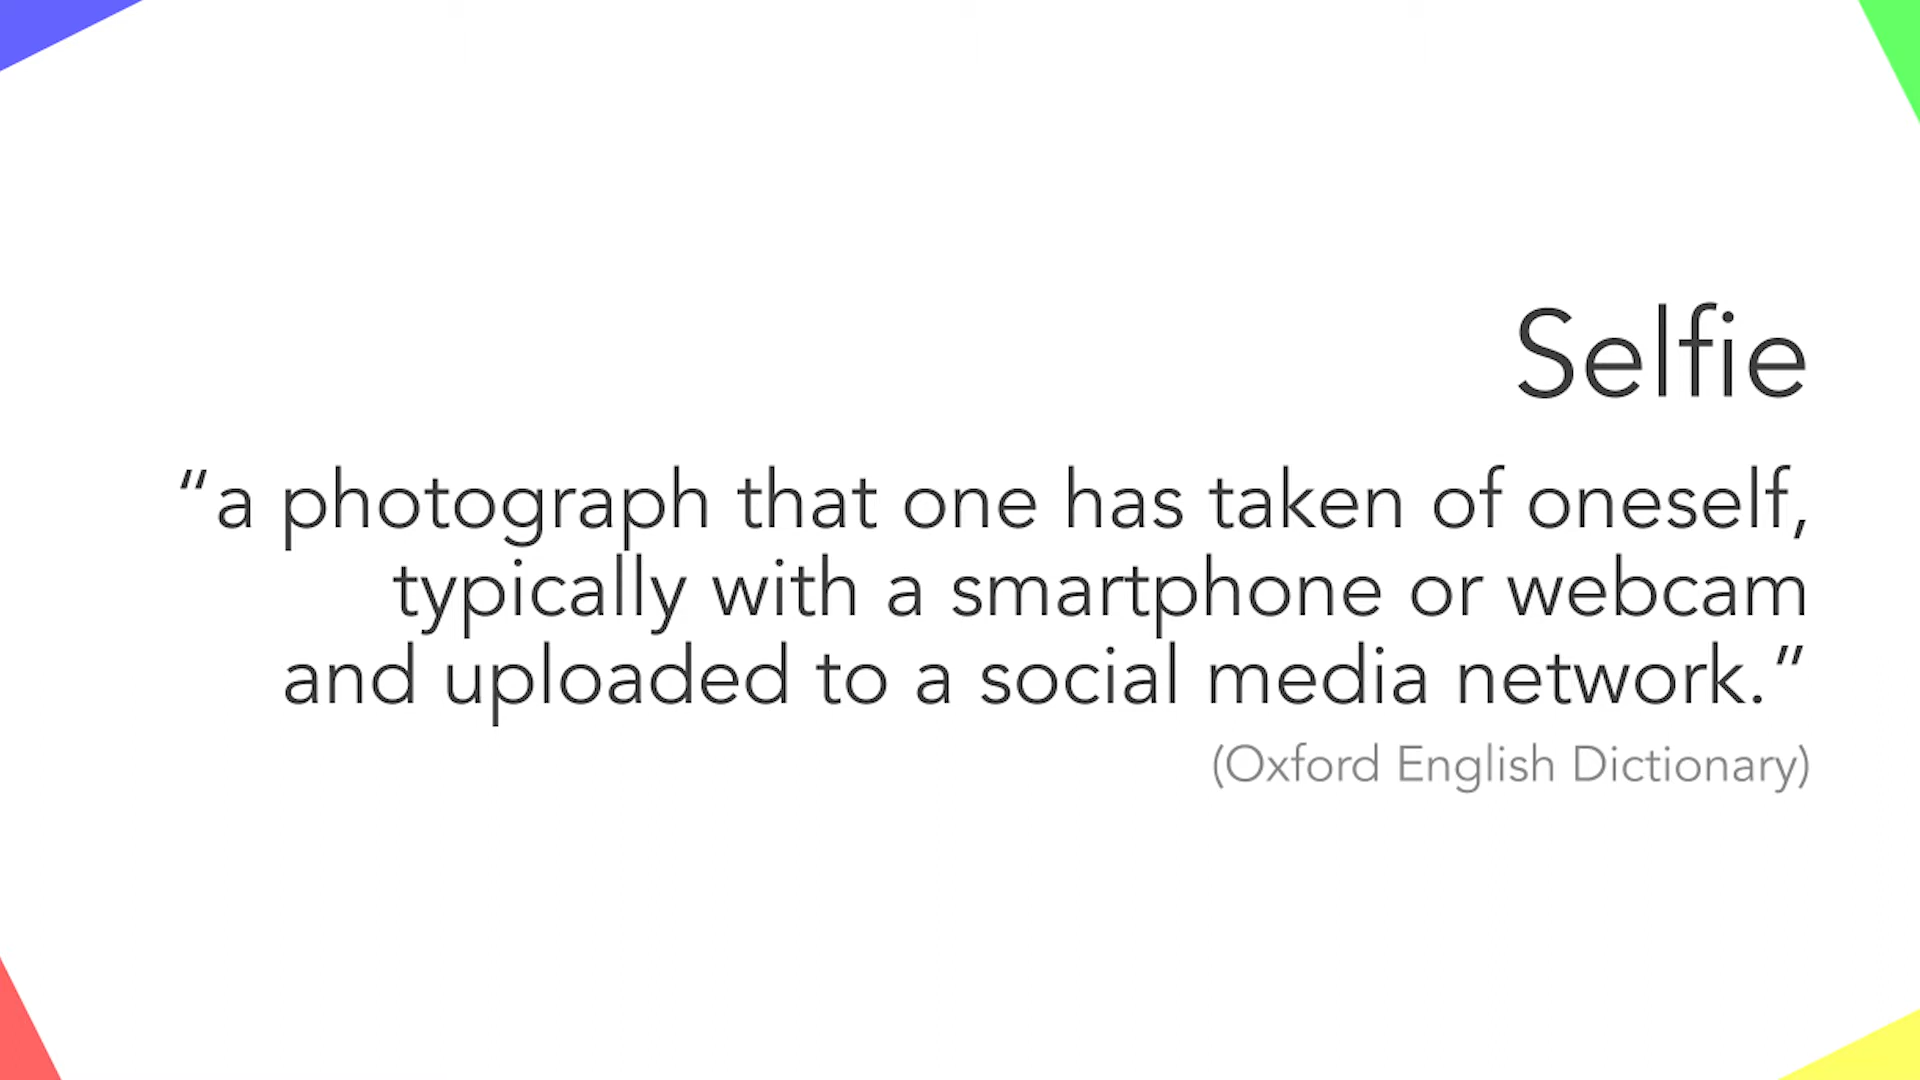 Selfie
“a photograph that one has taken of oneself,
typically with a smartphone or webcam
and uploaded to a social media network.”
(Oxford English Dictionary)